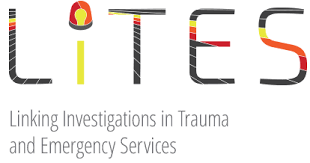 LiTES
Linking Investigations in Trauma
and Emergency Services